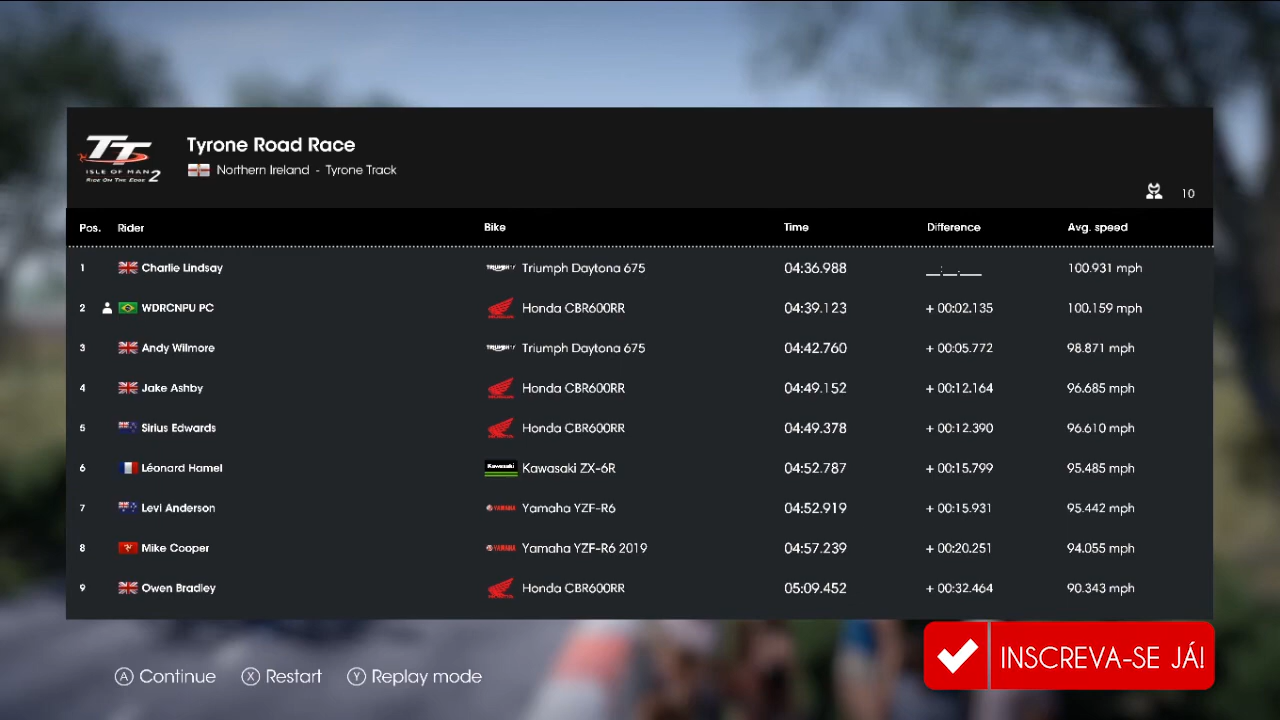 TT
ISLE OF MAN
RIDE ON THE EDGE 2
Tyrone Road Race
Northern Ireland - Tyrone Track
10
Pos. Rider Bike Time Difference Avg. speed
1 Charlie Lindsay TRIUMPH Triumph Daytona 675 04:36.988 __:__.___ 100.931 mph
2 WDRCNPU PC Honda CBR600RR 04:39.123 + 00:02.135 100.159 mph
3 Andy Wilmore TRIUMPH Triumph Daytona 675 04:42.760 + 00:05.772 98.871 mph
4 Jake Ashby Honda CBR600RR 04:49.152 + 00:12.164 96.685 mph
5 Sirius Edwards Honda CBR600RR 04:49.378 + 00:12.390 96.610 mph
6 Léonard Hamel Kawasaki Kawasaki ZX-6R 04:52.787 + 00:15.799 95.485 mph
7 Levi Anderson YAMAHA Yamaha YZF-R6 04:52.919 + 00:15.931 95.442 mph
8 Mike Cooper YAMAHA Yamaha YZF-R6 2019 04:57.239 + 00:20.251 94.055 mph
9 Owen Bradley Honda CBR600RR 05:09.452 + 00:32.464 90.343 mph
A Continue X Restart Y Replay mode
INSCREVA-SE JÁ!